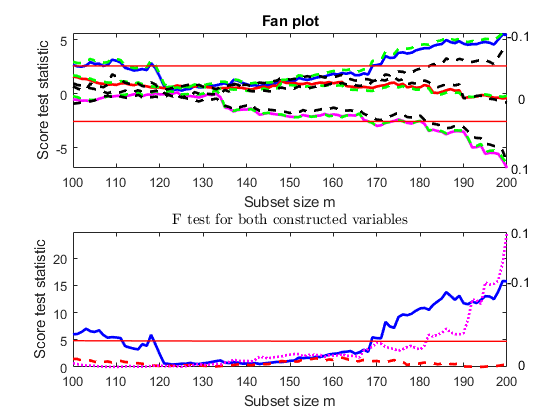 Fan plot
5
0
-5
Score test statistic
-0.1
0
0.1
100 110 120 130 140 150 160 170 180 190 200
Subset size m
F test for both constructed variables
20
15
10
5
0
Score test statistic
0.1
-0.1
0
100 110 120 130 140 150 160 170 180 190 200
Subset size m